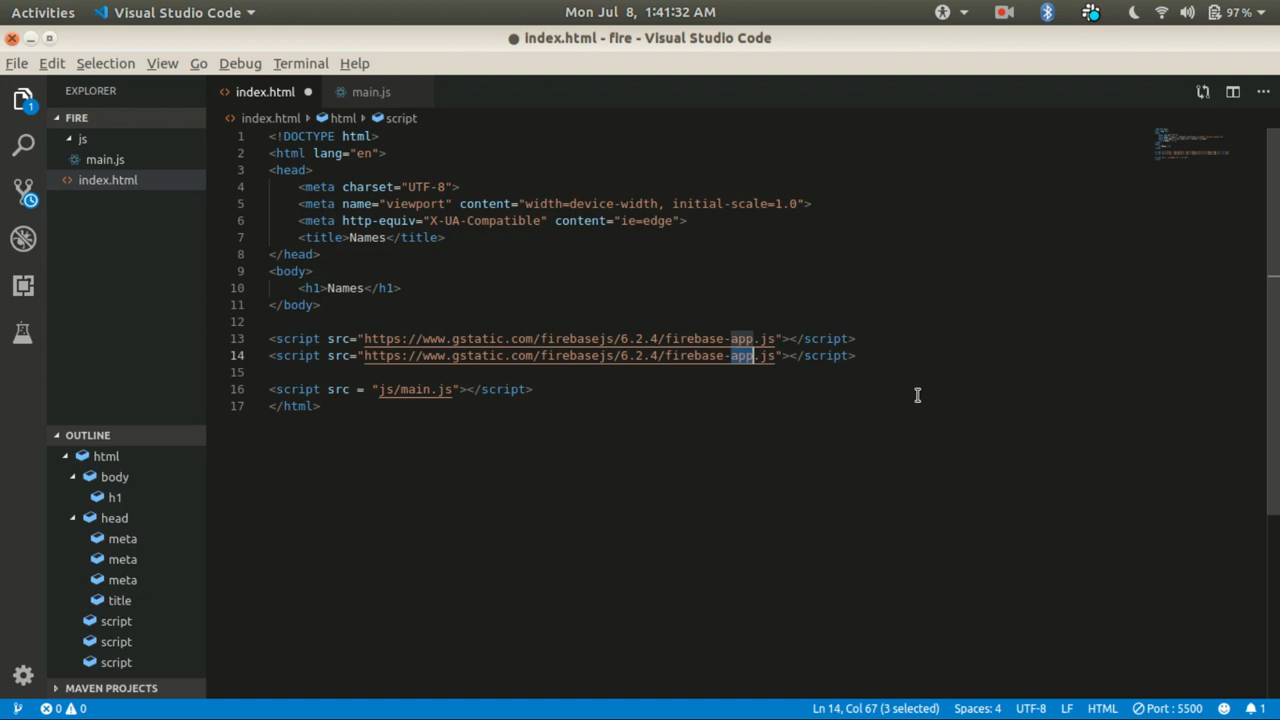 Activities Visual Studio Code Mon Jul 8, 1:41:32 AM 97%
index.html - fire - Visual Studio Code
File Edit Selection View Go Debug Terminal Help
EXPLORER
FIRE
js
main.js
index.html
OUTLINE
html
body
h1
head
meta
meta
meta
title
script
script
script
MAVEN PROJECTS
1
index.html main.js
index.html html script
1 <!DOCTYPE html>
2 <html lang="en">
3 <head>
4 <meta charset="UTF-8">
5 <meta name="viewport" content="width=device-width, initial-scale=1.0">
6 <meta http-equiv="X-UA-Compatible" content="ie=edge">
7 <title>Names</title>
8 </head>
9 <body>
10 <h1>Names</h1>
11 </body>
12
13 <script src="https://www.gstatic.com/firebasejs/6.2.4/firebase-app.js"></script>
14 <script src="https://www.gstatic.com/firebasejs/6.2.4/firebase-app.js"></script>
15
16 <script src = "js/main.js"></script>
17 </html>
0 0 Ln 14, Col 67 (3 selected) Spaces: 4 UTF-8 LF HTML Port : 5500 1